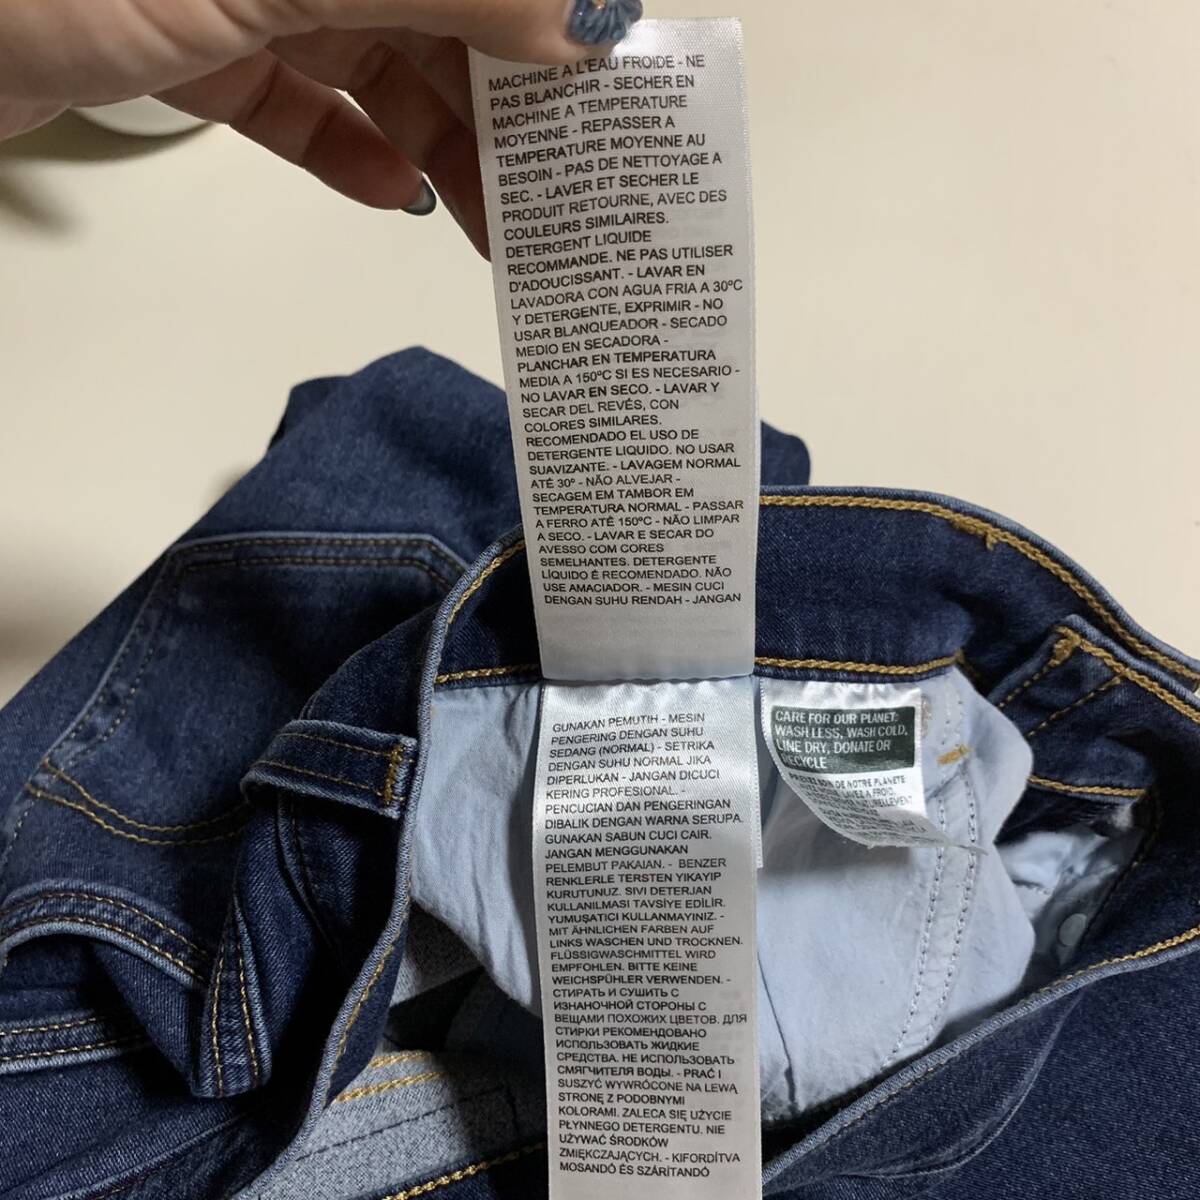 MACHINE A L'EAU FROIDE - NE
PAS BLANCHIR - SECHER EN
MACHINE A TEMPERATURE
MOYENNE - REPASSER A
TEMPERATURE MOYENNE AU
BESOIN - PAS DE NETTOYAGE A
SEC. - LAVER ET SECHER LE
PRODUIT RETOURNE, AVEC DES
COULEURS SIMILAIRES.
DETERGENT LIQUIDE
RECOMMANDE. NE PAS UTILISER
D'ADOUCISSANT. - LAVAR EN
LAVADORA CON AGUA FRIA A 30ºC
Y DETERGENTE, EXPRIMIR - NO
USAR BLANQUEADOR - SECADO
MEDIO EN SECADORA -
PLANCHAR EN TEMPERATURA
MEDIA A 150ºC SI ES NECESARIO -
NO LAVAR EN SECO. - LAVAR Y
SECAR DEL REVÉS, CON
COLORES SIMILARES.
RECOMENDADO EL USO DE
DETERGENTE LIQUIDO. NO USAR
SUAVIZANTE. - LAVAGEM NORMAL
ATÉ 30º - NÃO ALVEJAR -
SECAGEM EM TAMBOR EM
TEMPERATURA NORMAL - PASSAR
A FERRO ATÉ 150ºC - NÃO LIMPAR
A SECO. - LAVAR E SECAR DO
AVESSO COM CORES
SEMELHANTES. DETERGENTE
LÍQUIDO É RECOMENDADO. NÃO
USE AMACIADOR. - MESIN CUCI
DENGAN SUHU RENDAH - JANGAN
GUNAKAN PEMUTIH - MESIN
PENGERING DENGAN SUHU
SEDANG (NORMAL) - SETRIKA
DENGAN SUHU NORMAL JIKA
DIPERLUKAN - JANGAN DICUCI
KERING PROFESIONAL. -
PENCUCIAN DAN PENGERINGAN
DIBALIK DENGAN WARNA SERUPA.
GUNAKAN SABUN CUCI CAIR.
JANGAN MENGGUNAKAN
PELEMBUT PAKAIAN. - BENZER
RENKLERLE TERSTEN YIKAYIP
KURUTUNUZ. SIVI DETERJAN
KULLANILMASI TAVSİYE EDİLİR.
YUMUŞATICI KULLANMAYINIZ. -
MIT ÄHNLICHEN FARBEN AUF
LINKS WASCHEN UND TROCKNEN.
FLÜSSIGWASCHMITTEL WIRD
EMPFOHLEN. BITTE KEINE
WEICHSPÜHLER VERWENDEN. -
СТИРАТЬ И СУШИТЬ С
ИЗНАНОЧНОЙ СТОРОНЫ С
ВЕЩАМИ ПОХОЖИХ ЦВЕТОВ. ДЛЯ
СТИРКИ РЕКОМЕНДОВАНО
ИСПОЛЬЗОВАТЬ ЖИДКИЕ
СРЕДСТВА. НЕ ИСПОЛЬЗОВАТЬ
СМЯГЧИТЕЛЯ ВОДЫ. - PRAĆ I
SUSZYĆ WYWRÓCONE NA LEWĄ
STRONĘ Z PODOBNYMI
KOLORAMI. ZALECA SIĘ UŻYCIE
PŁYNNEGO DETERGENTU. NIE
UŻYWAĆ ŚRODKÓW
ZMIĘKCZAJĄCYCH. - KIFORDÍTVA
MOSANDÓ ÉS SZÁRÍTANDÓ
CARE FOR OUR PLANET:
WASH LESS, WASH COLD,
LINE DRY, DONATE OR
RECYCLE
SOIN DE NOTRE PLANETE:
LAVES A FROID,
NATURELLEMENT